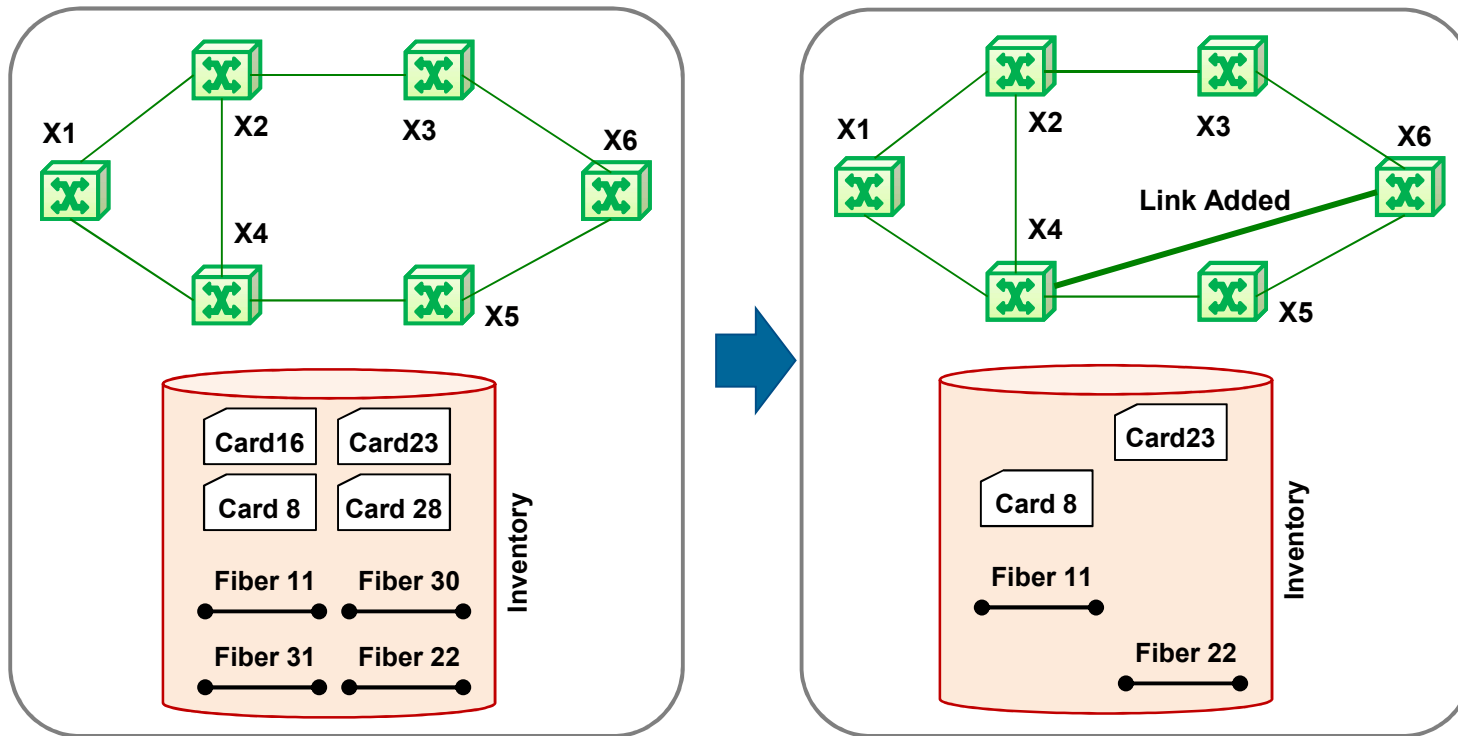 X1
X2
X3
X6
X4
X5
Card16
Card23
Card 8
Card 28
Fiber 11
Fiber 30
Fiber 31
Fiber 22
Inventory
X1
X2
X3
X6
Link Added
X4
X5
Card23
Card 8
Fiber 11
Fiber 22
Inventory